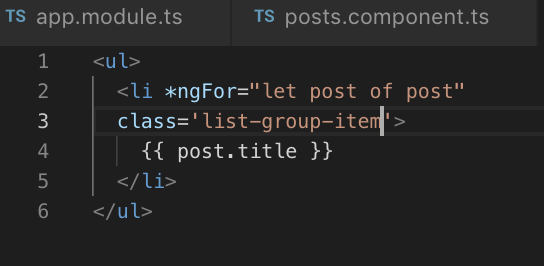 TS app.module.ts TS posts.component.ts
1 <ul>
2 <li *ngFor="let post of post"
3 class='list-group-item'>
4 {{ post.title }}
5 </li>
6 </ul>